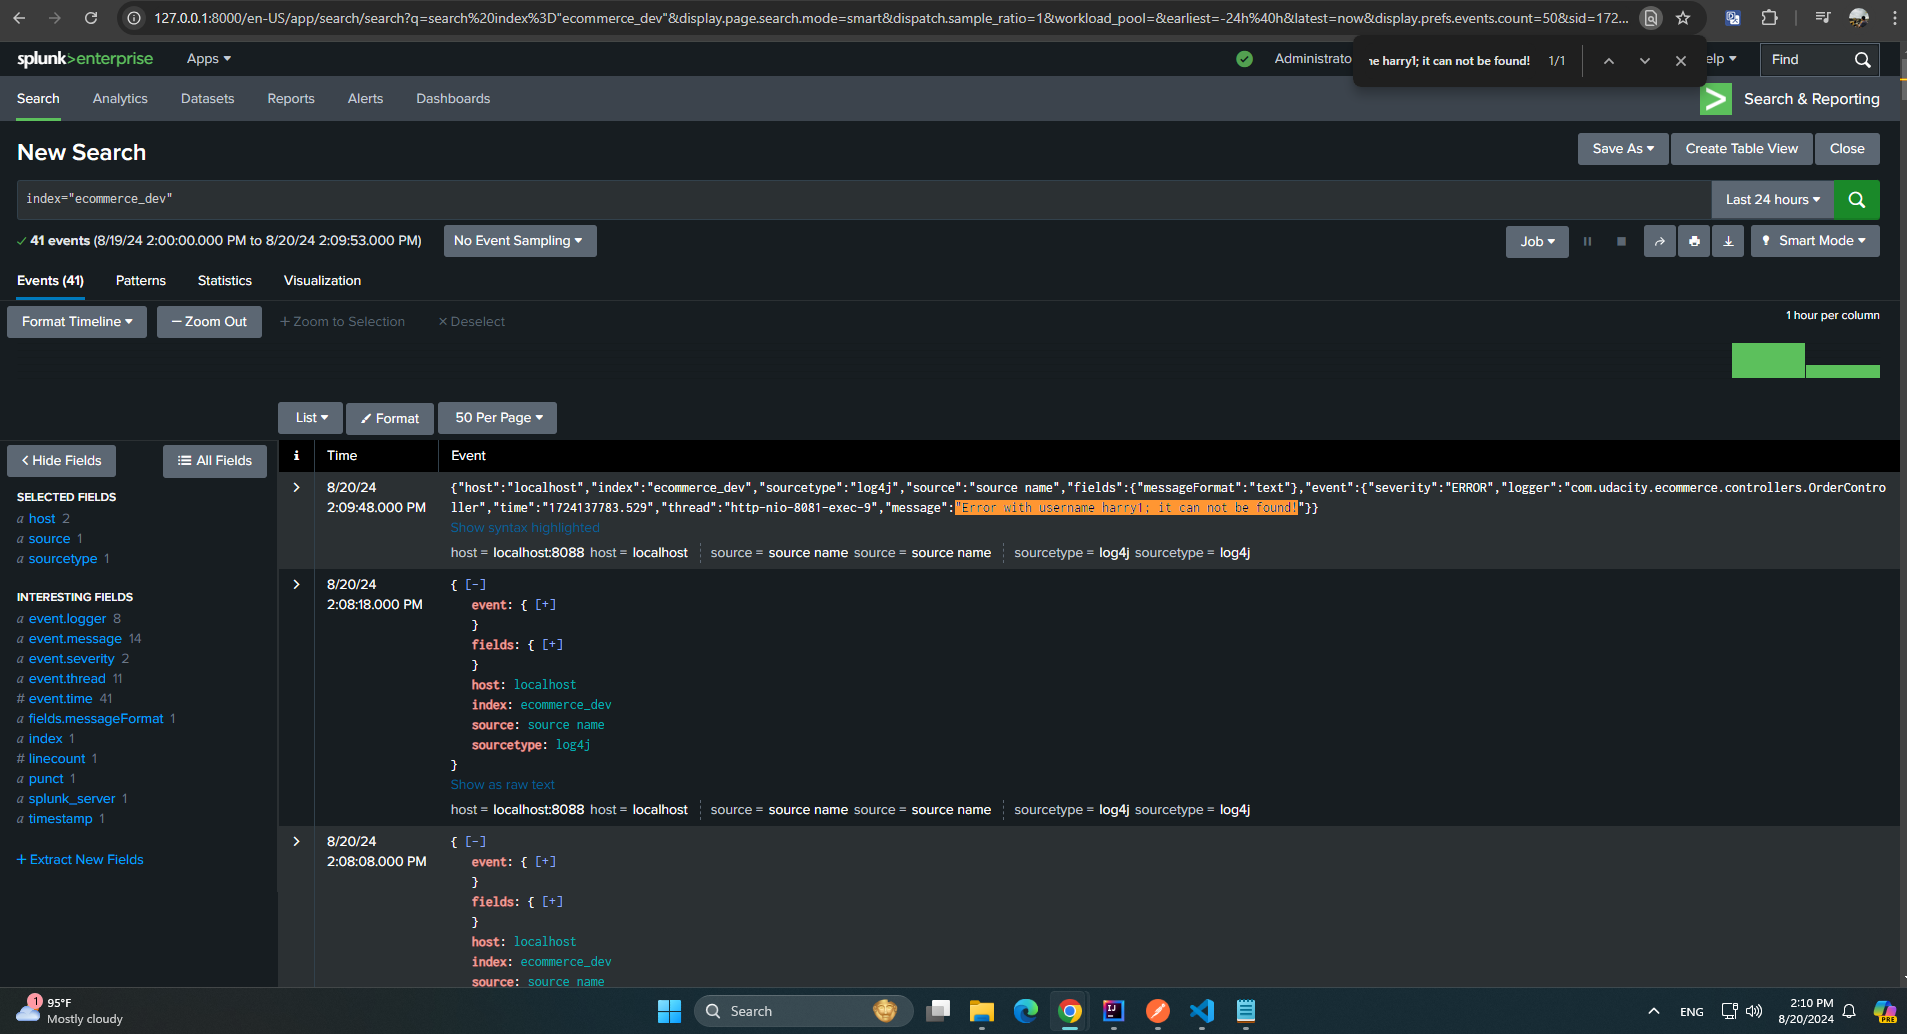 127.0.0.1:8000/en-US/app/search/search?q=search%20index%3D"ecommerce_dev"&display.page.search.mode=smart&dispatch.sample_ratio=1&workload_pool=&earliest=-24h%40h&latest=now&display.prefs.events.count=50&sid=172...
splunk>enterprise Apps Administrato elp Find
ne harry1; it can not be found! 1/1
Search Analytics Datasets Reports Alerts Dashboards Search & Reporting
New Search Save As Create Table View Close
index="ecommerce_dev" Last 24 hours
41 events (8/19/24 2:00:00.000 PM to 8/20/24 2:09:53.000 PM) No Event Sampling Job Smart Mode
Events (41) Patterns Statistics Visualization
Format Timeline — Zoom Out + Zoom to Selection × Deselect 1 hour per column
List Format 50 Per Page
< Hide Fields All Fields
SELECTED FIELDS
a host 2
a source 1
a sourcetype 1
INTERESTING FIELDS
a event.logger 8
a event.message 14
a event.severity 2
a event.thread 11
# event.time 41
a fields.messageFormat 1
a index 1
# linecount 1
a punct 1
a splunk_server 1
a timestamp 1
+ Extract New Fields
i Time Event
8/20/24
2:09:48.000 PM
{"host":"localhost","index":"ecommerce_dev","sourcetype":"log4j","source":"source name","fields":{"messageFormat":"text"},"event":{"severity":"ERROR","logger":"com.udacity.ecommerce.controllers.OrderContro
ller","time":"1724137783.529","thread":"http-nio-8081-exec-9","message":"Error with username harry1; it can not be found!"}}
Show syntax highlighted
host = localhost:8088 host = localhost source = source name source = source name sourcetype = log4j sourcetype = log4j
8/20/24
2:08:18.000 PM
{ [-]
event: { [+]
}
fields: { [+]
}
host: localhost
index: ecommerce_dev
source: source name
sourcetype: log4j
}
Show as raw text
host = localhost:8088 host = localhost source = source name source = source name sourcetype = log4j sourcetype = log4j
8/20/24
2:08:08.000 PM
{ [-]
event: { [+]
}
fields: { [+]
}
host: localhost
index: ecommerce_dev
source: source name
1
95°F
Mostly cloudy
Search
ENG
2:10 PM
8/20/2024
PRE